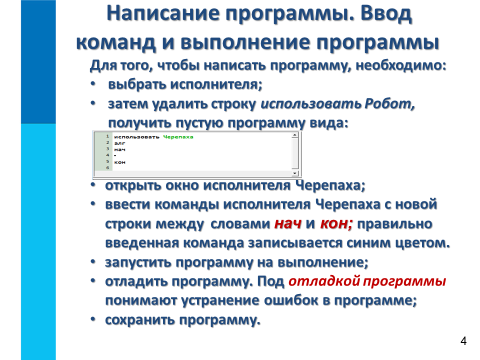 Написание программы. Ввод
команд и выполнение программы
Для того, чтобы написать программу, необходимо:
• выбрать исполнителя;
• затем удалить строку использовать Робот,
получить пустую программу вида:
1 использовать Черепаха
2 алг
3 нач
4 •
5 кон
6
• открыть окно исполнителя Черепаха;
• ввести команды исполнителя Черепаха с новой
строки между словами нач и кон; правильно
введенная команда записывается синим цветом.
• запустить программу на выполнение;
• отладить программу. Под отладкой программы
понимают устранение ошибок в программе;
• сохранить программу.
4